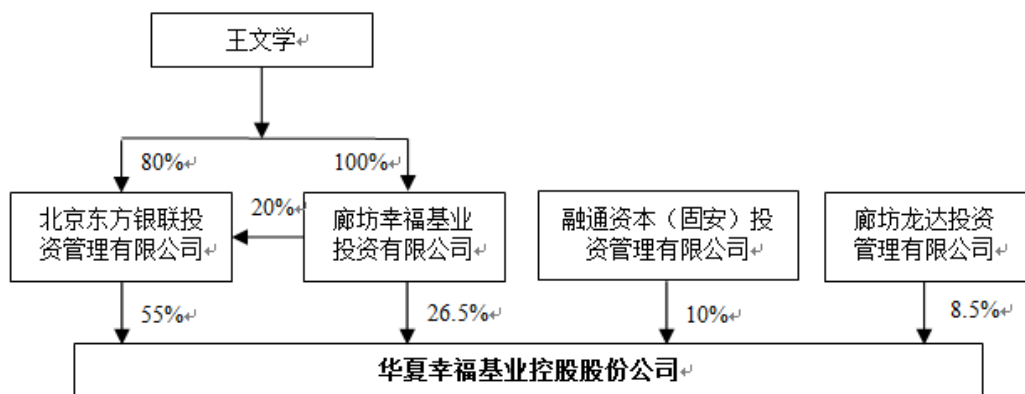 王文学↵
80%↵
100%↵
北京东方银联投
资管理有限公司↵
20%↵
廊坊幸福基业
投资有限公司↵
融通资本（固安）投
资管理有限公司↵
廊坊龙达投资
管理有限公司↵
55%↵
26.5%↵
10%↵
8.5%↵
华夏幸福基业控股股份公司↵